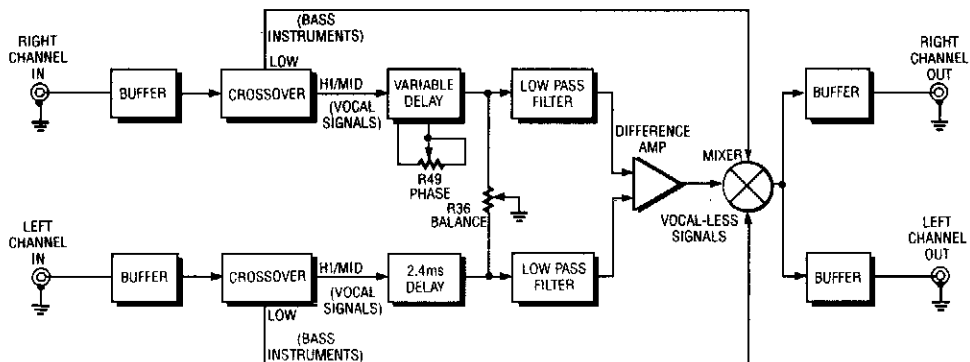 (BASS
INSTRUMENTS)
RIGHT
CHANNEL
IN
BUFFER
CROSSOVER
LOW
HI/MID
(VOCAL
SIGNALS)
VARIABLE
DELAY
R49
PHASE
LOW PASS
FILTER
DIFFERENCE
AMP
MIXER
BUFFER
RIGHT
CHANNEL
OUT
R36
BALANCE
VOCAL-LESS
SIGNALS
LEFT
CHANNEL
IN
BUFFER
CROSSOVER
LOW
HI/MID
(VOCAL
SIGNALS)
2.4ms
DELAY
LOW PASS
FILTER
BUFFER
LEFT
CHANNEL
OUT
(BASS
INSTRUMENTS)